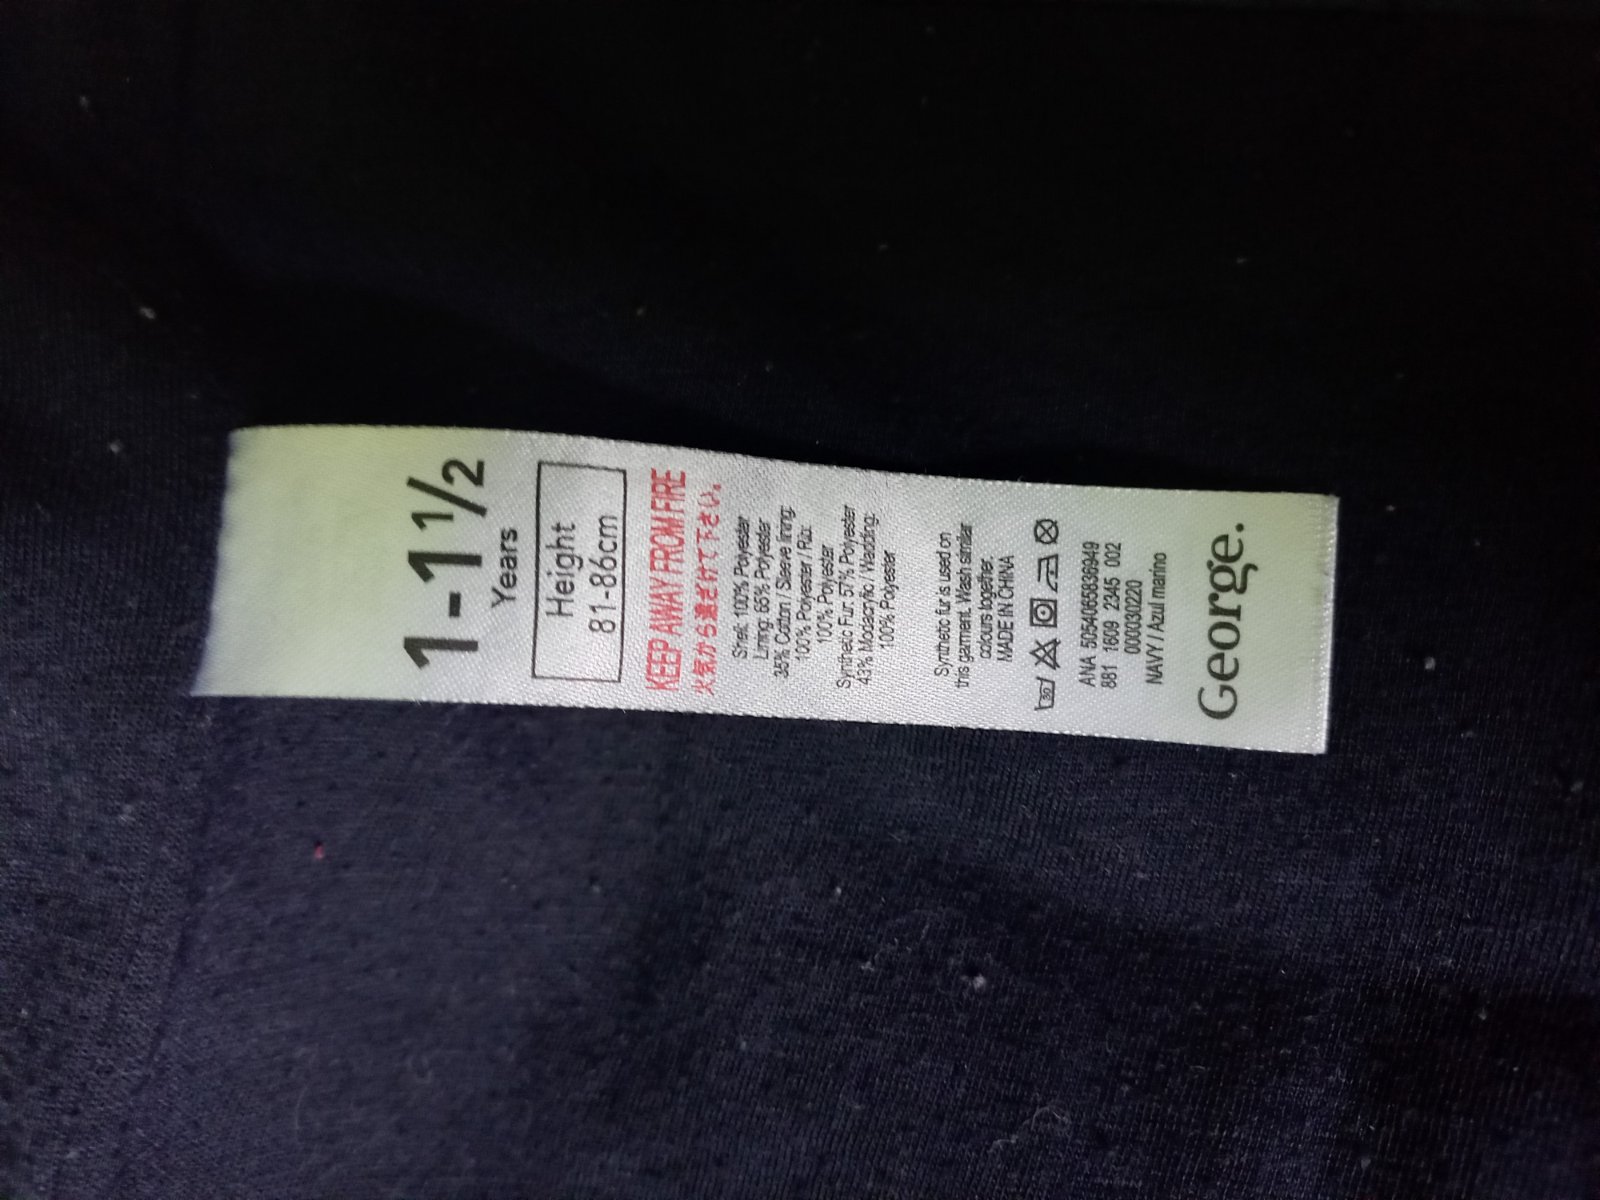 1-1½
Years
Height
81-86cm
KEEP AWAY FROM FIRE
火気から遠ざけて下さい。
Shell: 100% Polyester
Lining: 65% Polyester
35% Cotton / Sleeve lining:
100% Polyester / Rib:
100% Polyester
Synthetic Fur: 57% Polyester
43% Modacrylic / Wadding:
100% Polyester
Synthetic fur is used on
this garment. Wash similar
colours together.
MADE IN CHINA
30
ANA 5054065836949
881 1609 2345 002
000030220
NAVY / Azul marino
George.